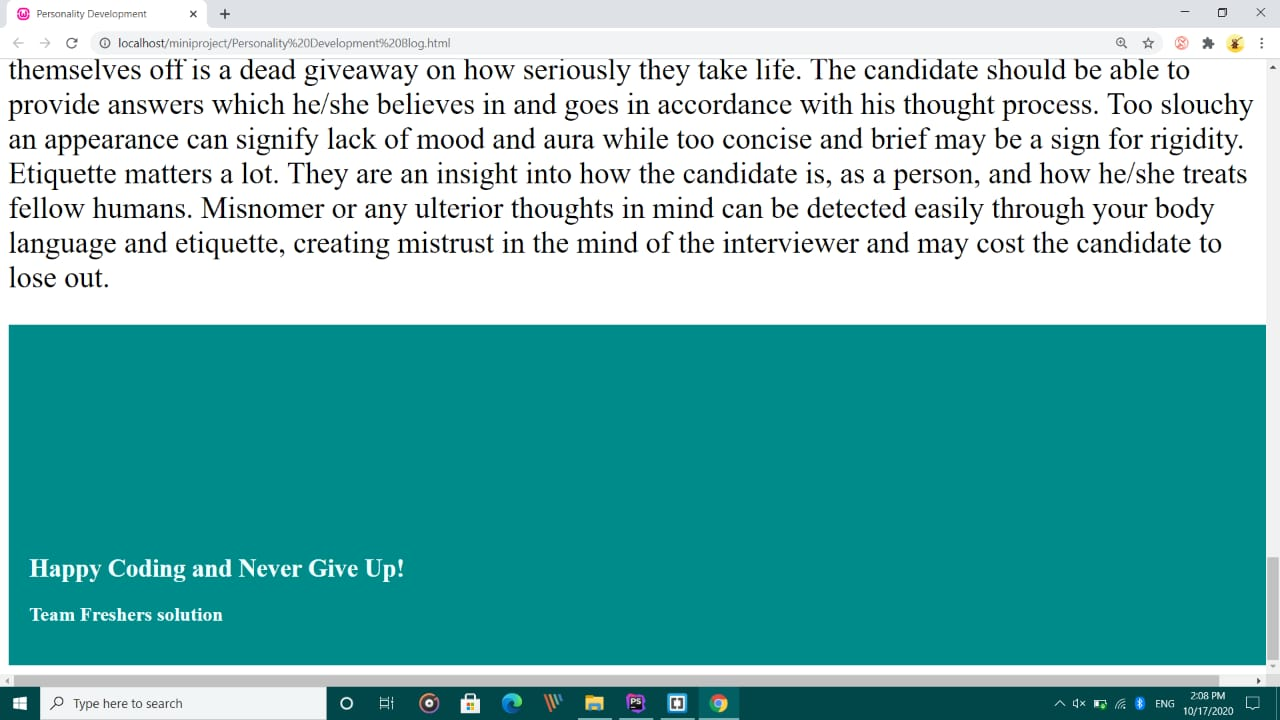 Personality Development
localhost/miniproject/Personality%20Development%20Blog.html
themselves off is a dead giveaway on how seriously they take life. The candidate should be able to
provide answers which he/she believes in and goes in accordance with his thought process. Too slouchy
an appearance can signify lack of mood and aura while too concise and brief may be a sign for rigidity.
Etiquette matters a lot. They are an insight into how the candidate is, as a person, and how he/she treats
fellow humans. Misnomer or any ulterior thoughts in mind can be detected easily through your body
language and etiquette, creating mistrust in the mind of the interviewer and may cost the candidate to
lose out.
Happy Coding and Never Give Up!
Team Freshers solution
Type here to search
PS
ENG
2:08 PM
10/17/2020